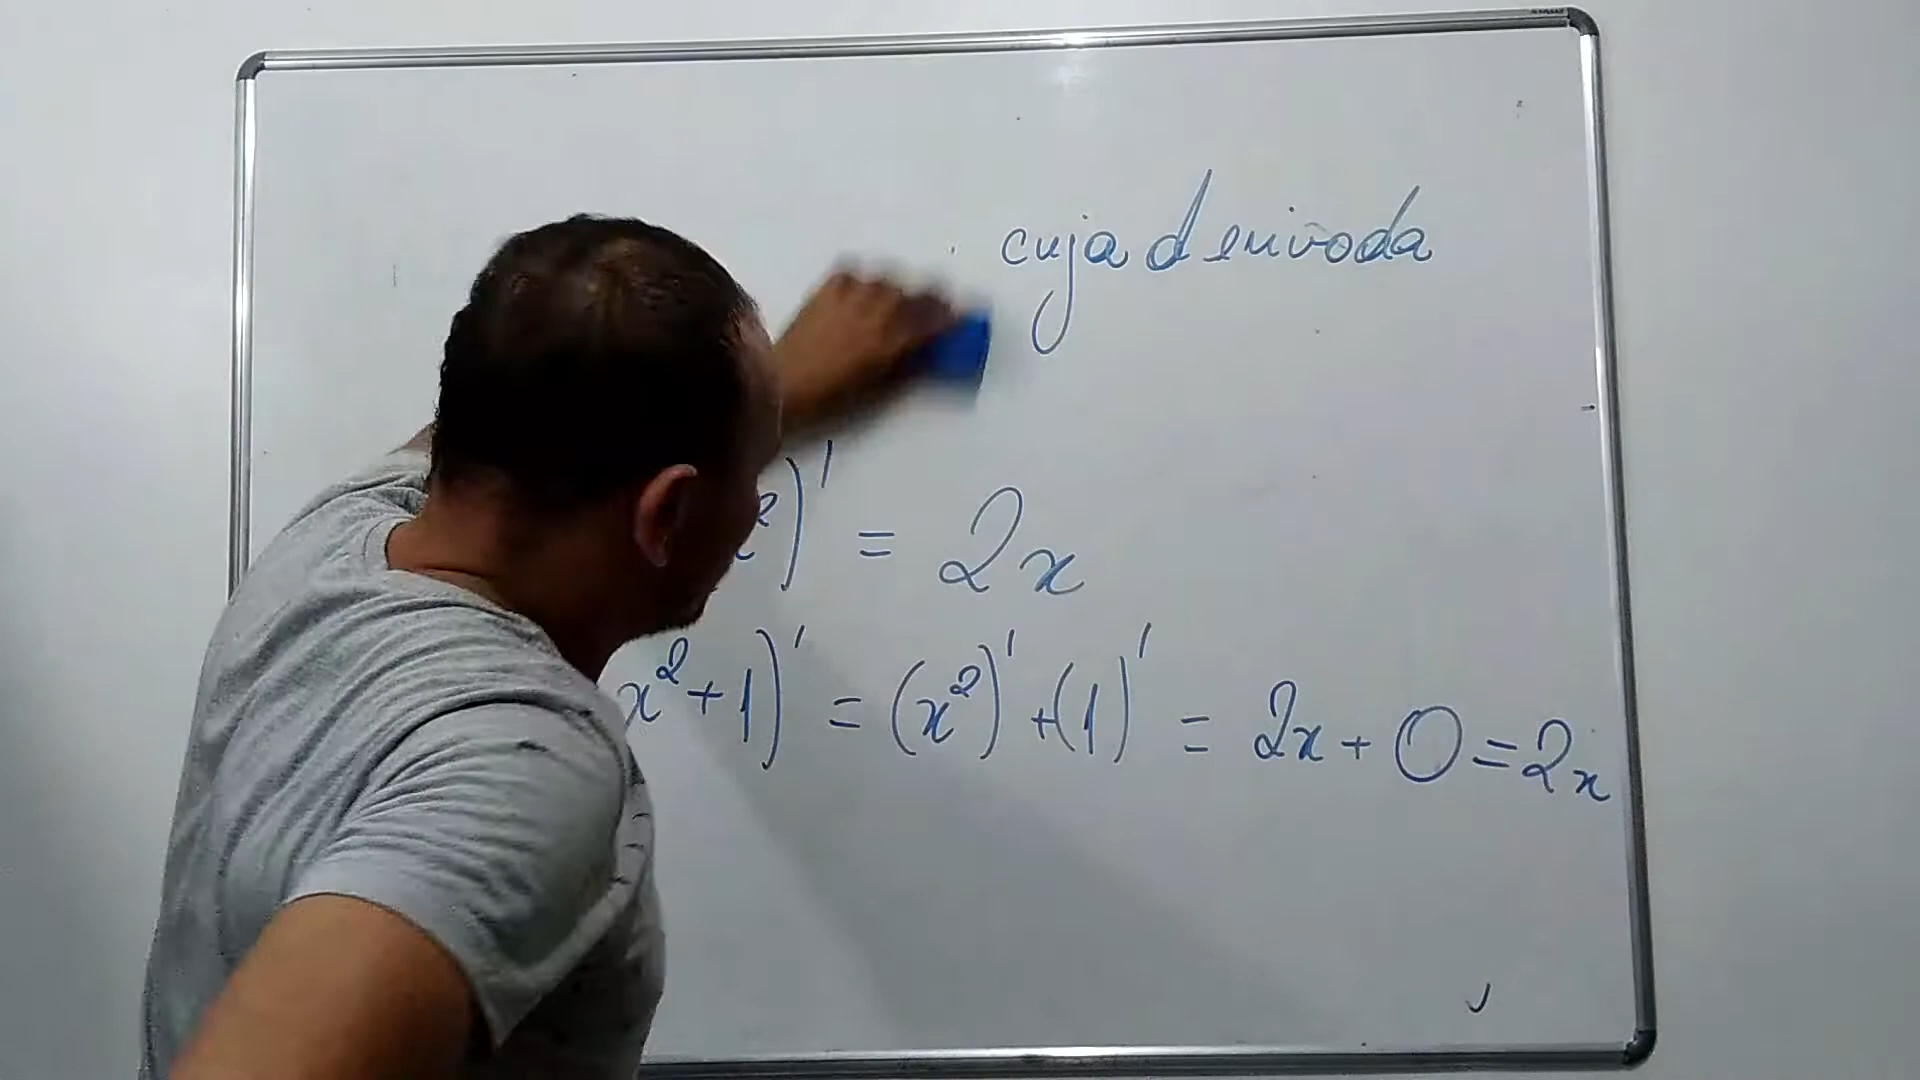 cuja derivada
)' = 2x
x² + 1)' = (x²)' + (1)' = 2x + 0 = 2x